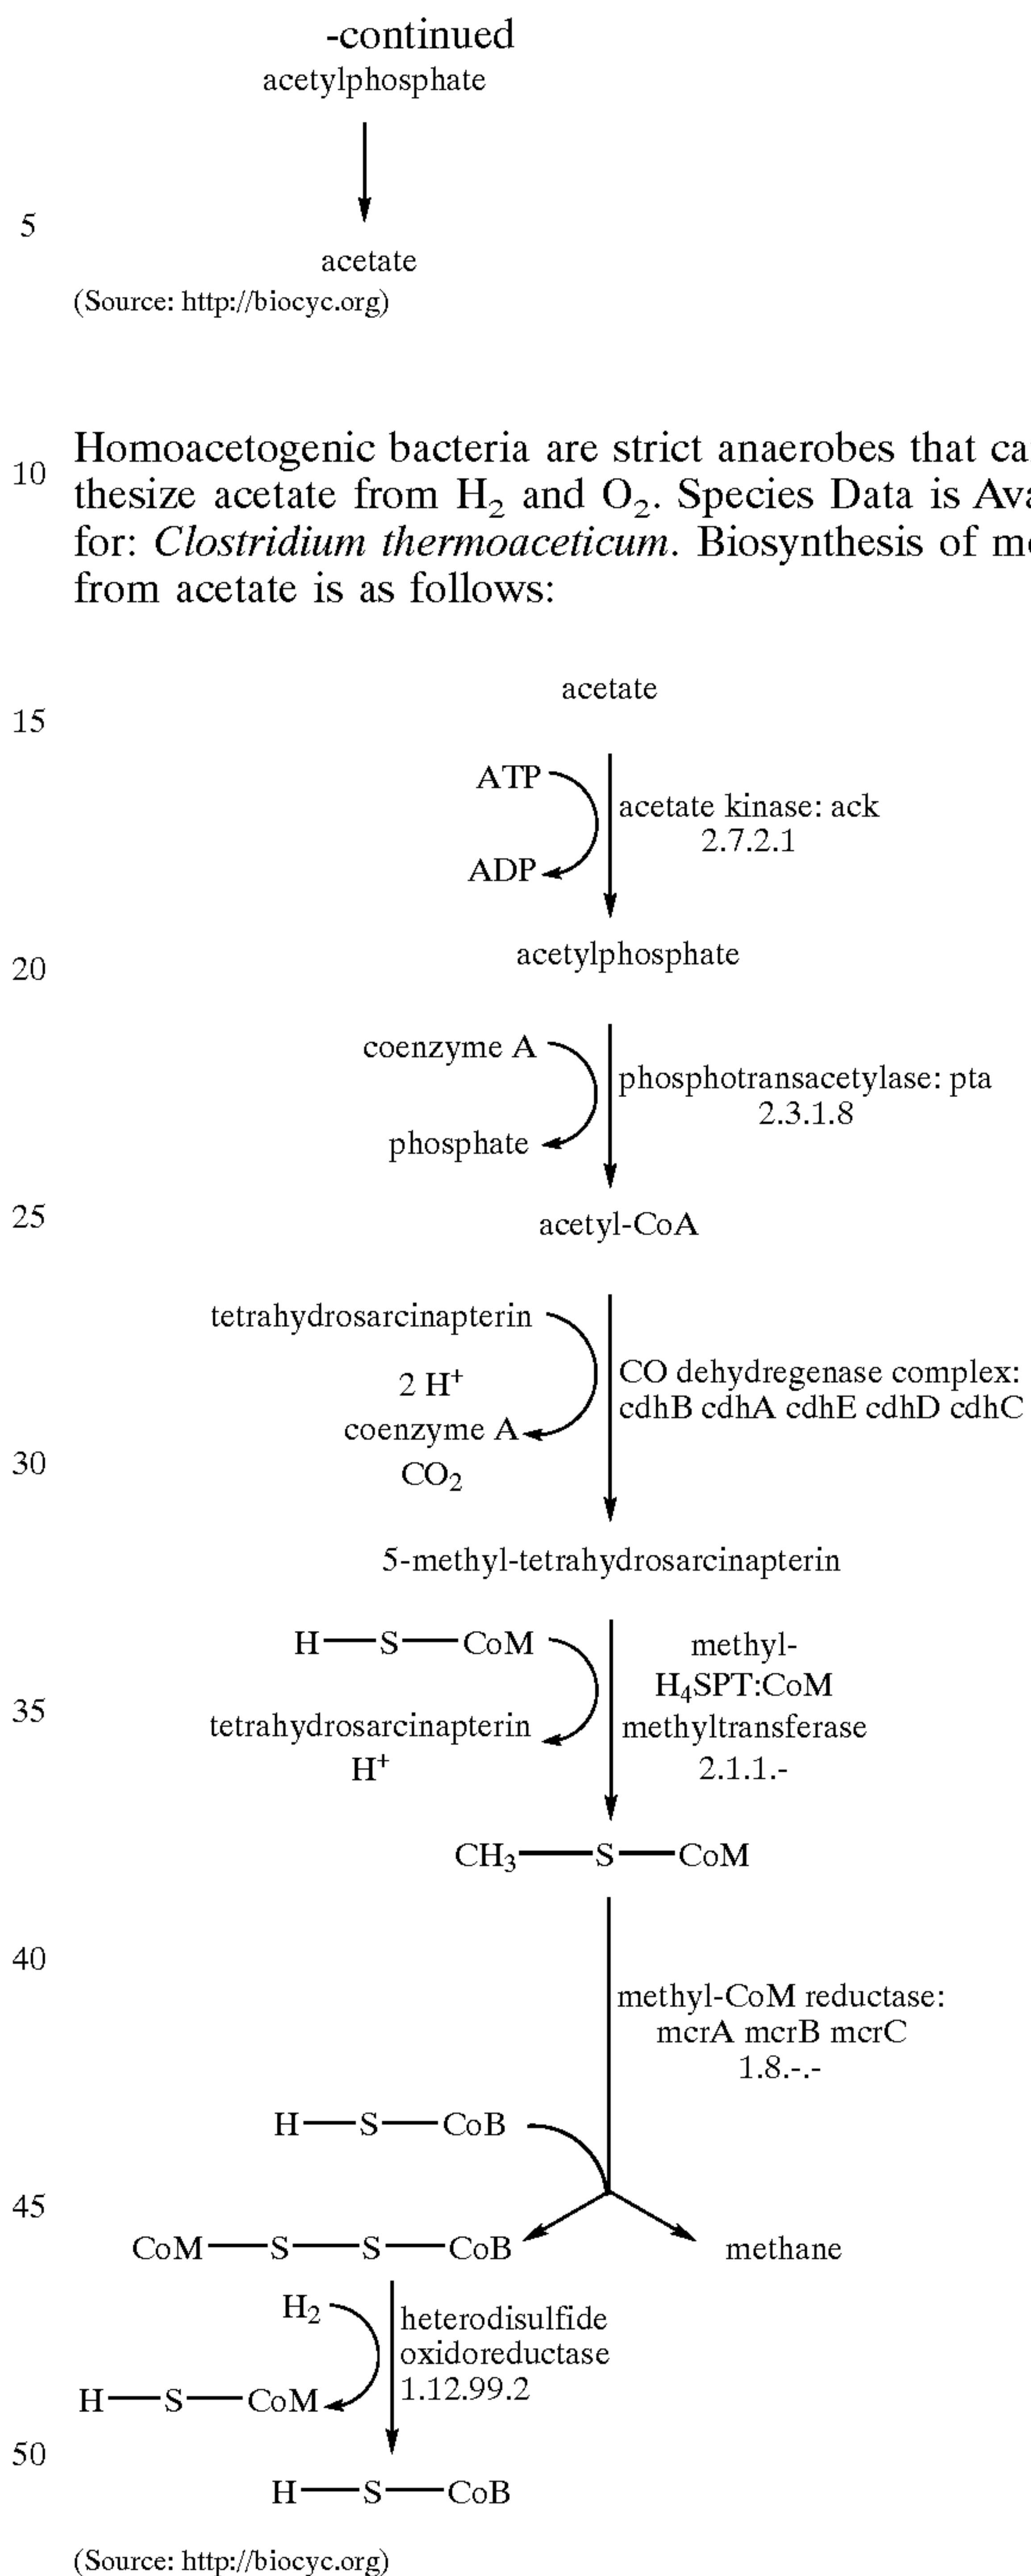 -continued
acetylphosphate
5
acetate
(Source: http://biocyc.org)
Homoacetogenic bacteria are strict anaerobes that ca
10
thesize acetate from H₂ and O₂. Species Data is Ava
for: Clostridium thermoaceticum. Biosynthesis of m
from acetate is as follows:
acetate
15
ATP
acetate kinase: ack
2.7.2.1
ADP
acetylphosphate
20
coenzyme A
phosphotransacetylase: pta
2.3.1.8
phosphate
25
acetyl-CoA
tetrahydrosarcinapterin
2 H⁺
CO dehydregenase complex:
cdhB cdhA cdhE cdhD cdhC
coenzyme A
30
CO₂
5-methyl-tetrahydrosarcinapterin
H—S—CoM
methyl-
H₄SPT:CoM
35
tetrahydrosarcinapterin
methyltransferase
H⁺
2.1.1.-
CH₃—S—CoM
40
methyl-CoM reductase:
mcrA mcrB mcrC
1.8.-.-
H—S—CoB
45
CoM—S—S—CoB
methane
H₂
heterodisulfide
oxidoreductase
1.12.99.2
H—S—CoM
50
H—S—CoB
(Source: http://biocyc.org)